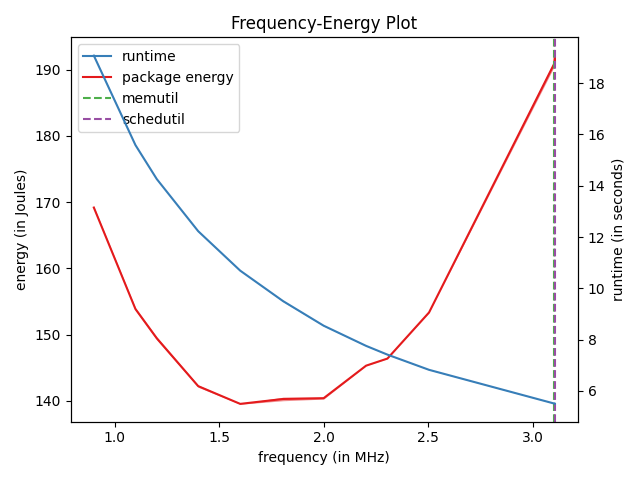 Frequency-Energy Plot
runtime
package energy
memutil
schedutil
190
180
170
160
150
140
energy (in Joules)
18
16
14
12
10
8
6
runtime (in seconds)
1.0 1.5 2.0 2.5 3.0
frequency (in MHz)